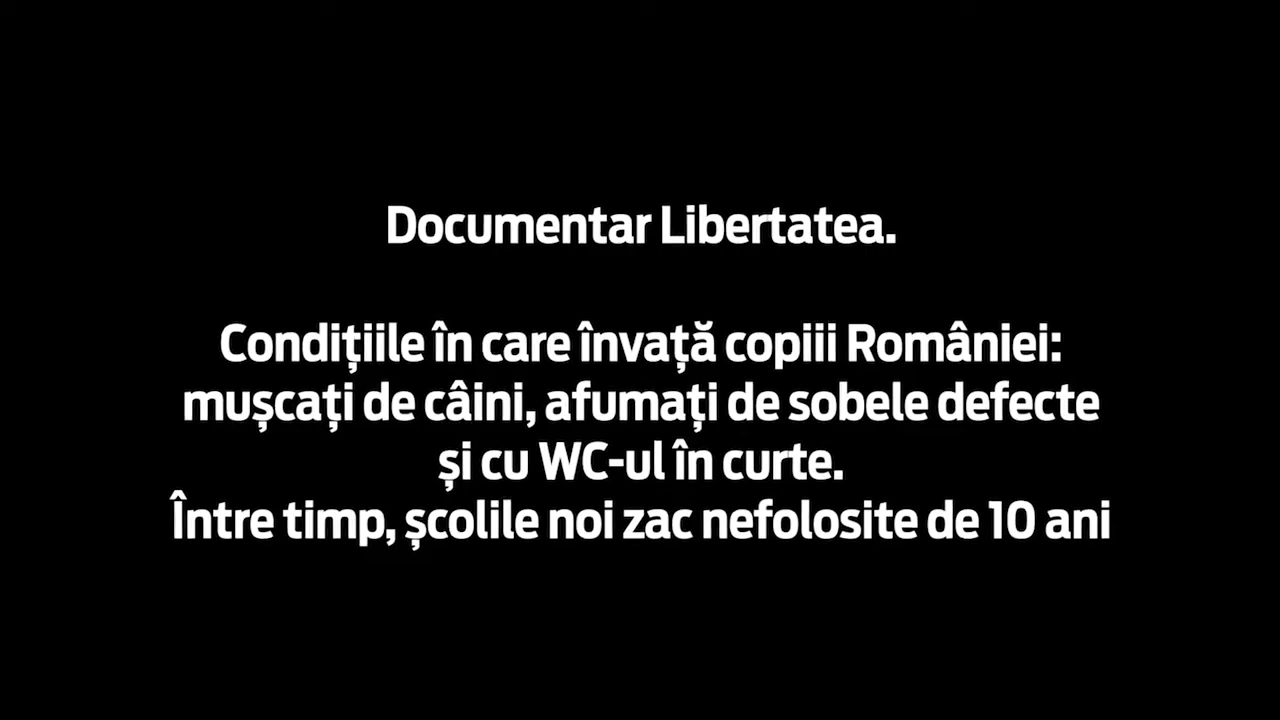 Documentar Libertatea.
Condițiile în care învață copiii României:
mușcați de câini, afumați de sobele defecte
și cu WC-ul în curte.
Între timp, școlile noi zac nefolosite de 10 ani